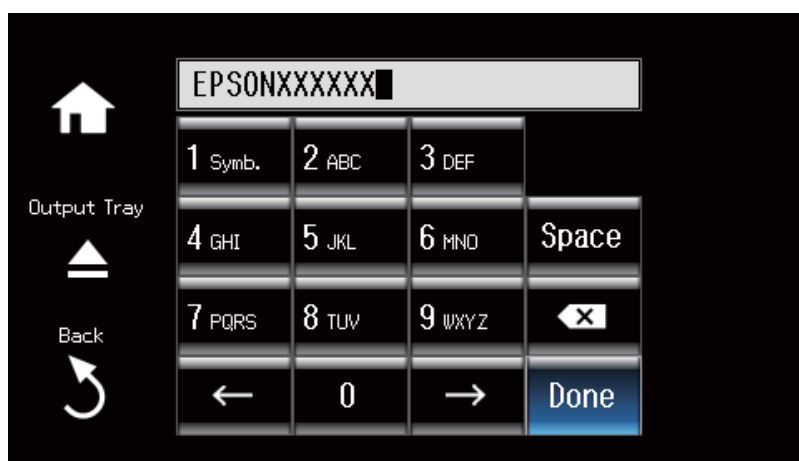 EPSONXXXXXX
1 Symb. 2 ABC 3 DEF
Output Tray
4 GHI 5 JKL 6 MNO Space
7 PQRS 8 TUV 9 WXYZ
Back
← 0 → Done